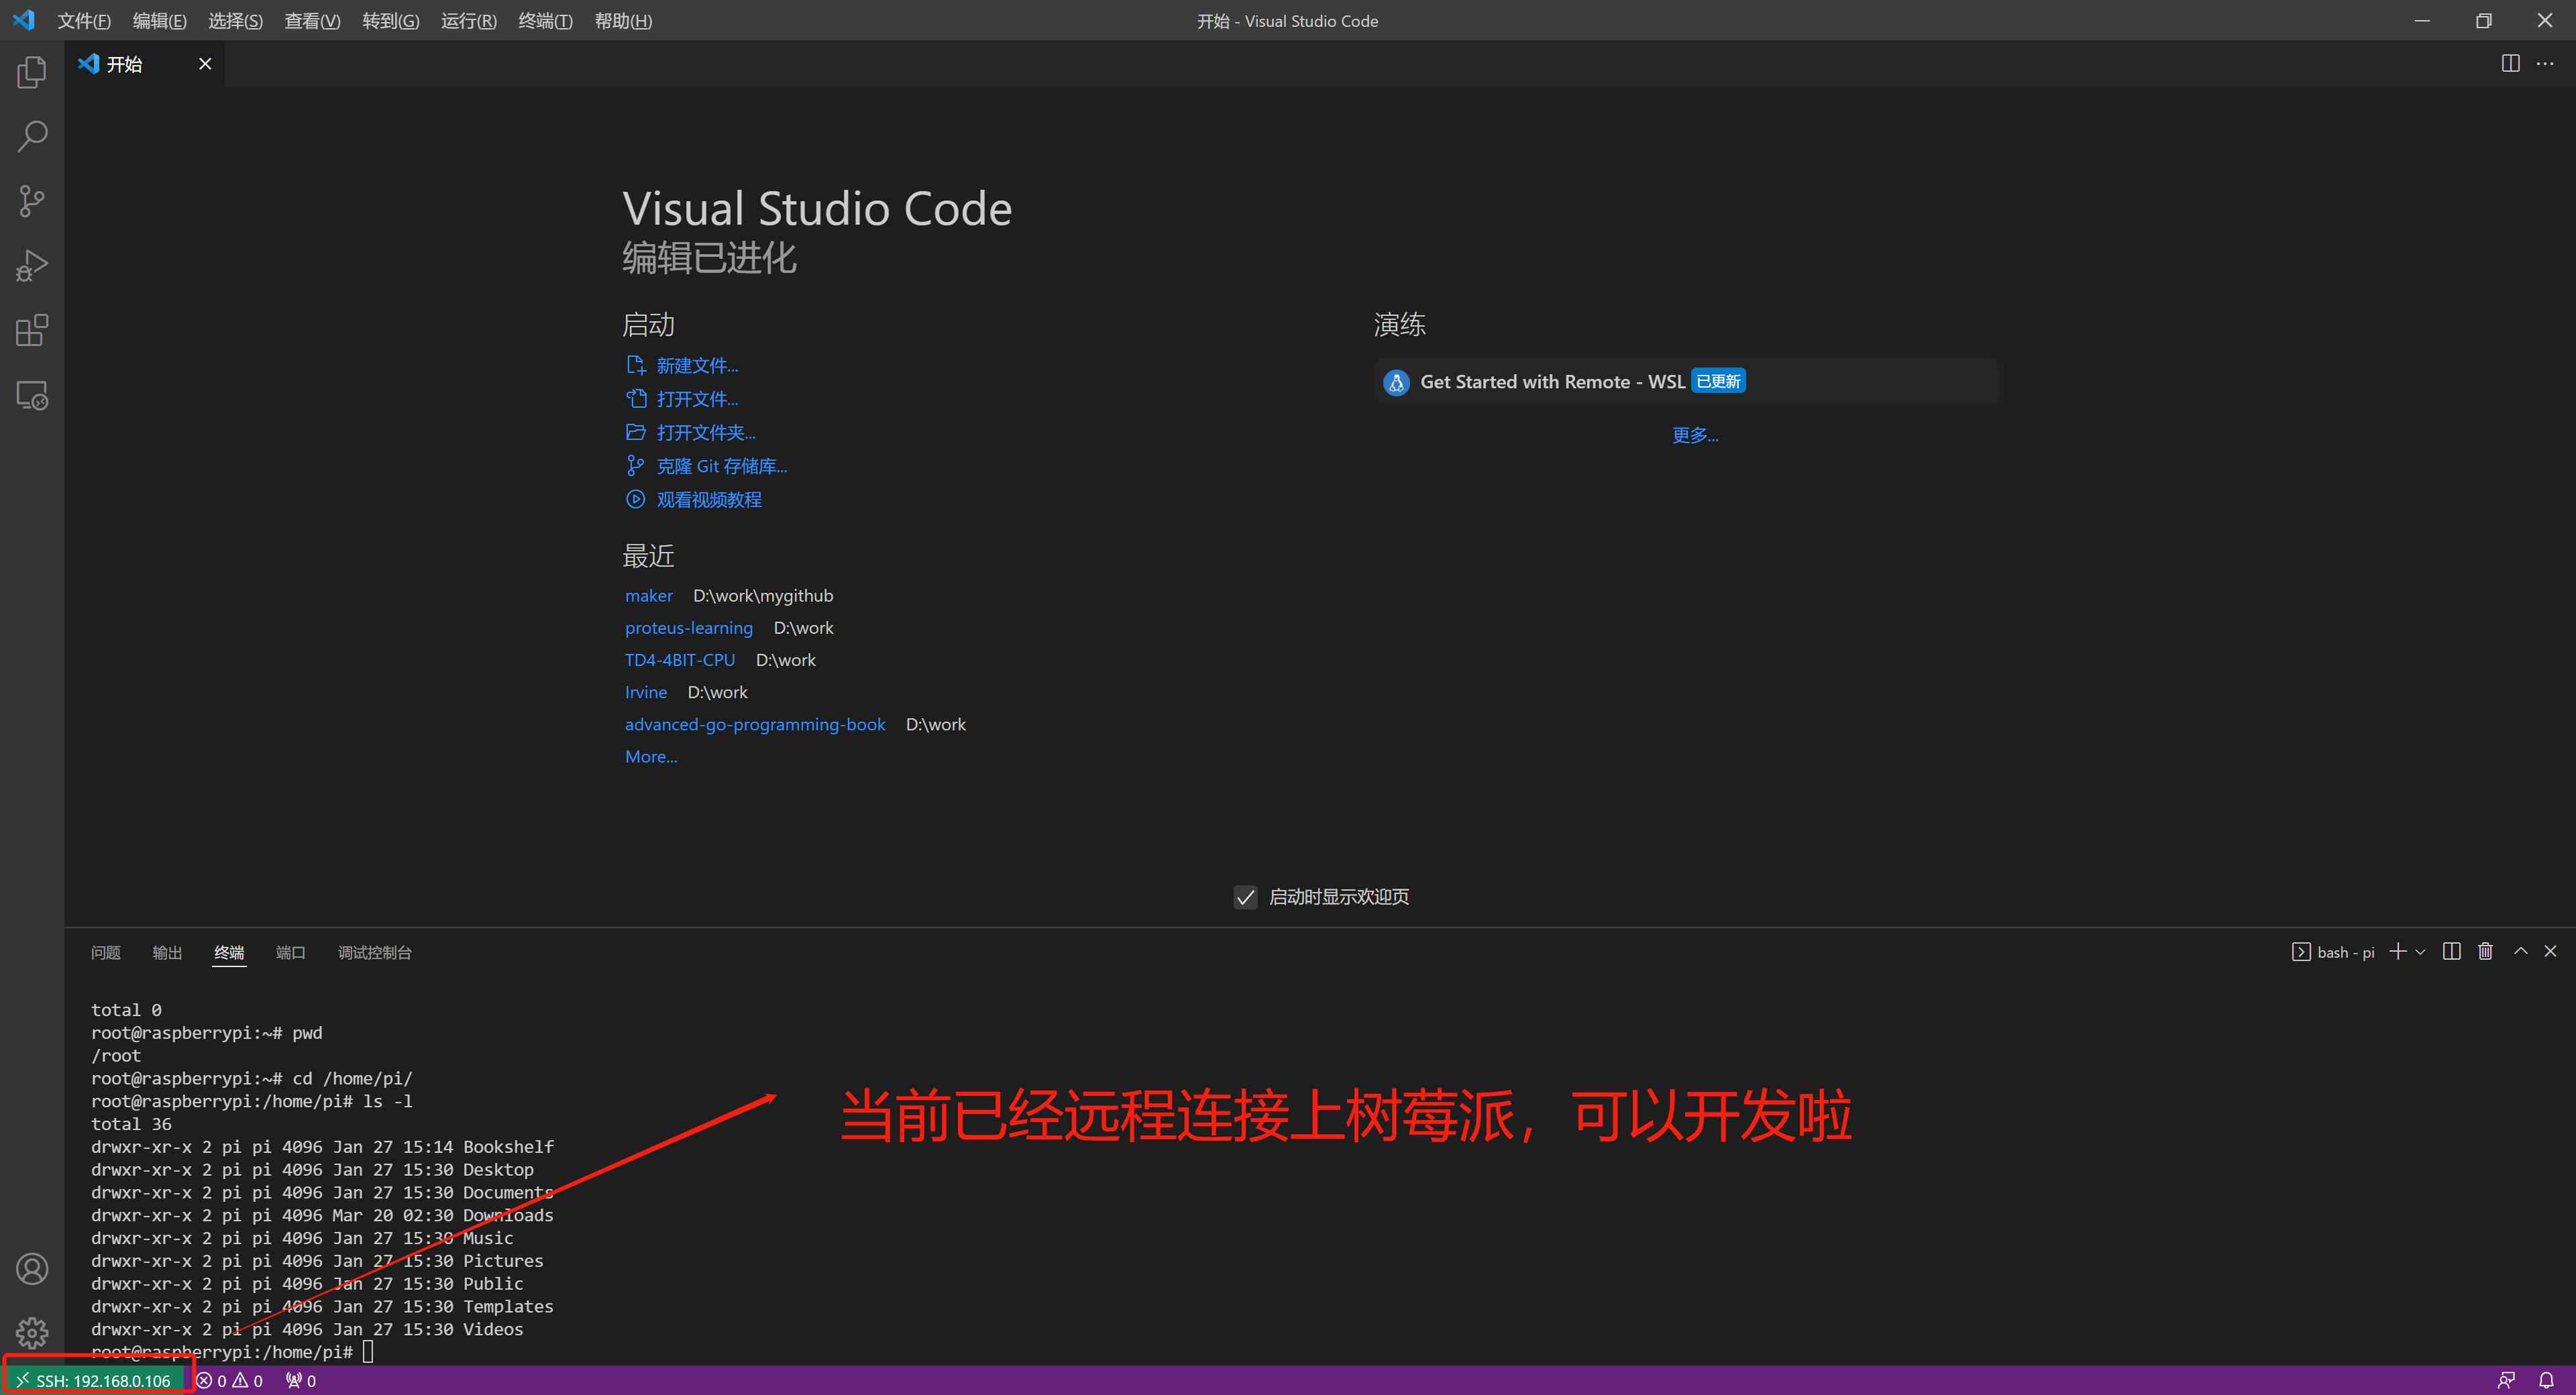 文件(F) 编辑(E) 选择(S) 查看(V) 转到(G) 运行(R) 终端(T) 帮助(H) 开始 - Visual Studio Code
开始
Visual Studio Code
编辑已进化
启动
新建文件...
打开文件...
打开文件夹...
克隆 Git 存储库...
观看视频教程
最近
maker D:\work\mygithub
proteus-learning D:\work
TD4-4BIT-CPU D:\work
Irvine D:\work
advanced-go-programming-book D:\work
More...
演练
Get Started with Remote - WSL 已更新
更多...
启动时显示欢迎页
问题 输出 终端 端口 调试控制台 bash - pi
total 0
root@raspberrypi:~# pwd
/root
root@raspberrypi:~# cd /home/pi/
root@raspberrypi:/home/pi# ls -l
total 36
drwxr-xr-x 2 pi pi 4096 Jan 27 15:14 Bookshelf
drwxr-xr-x 2 pi pi 4096 Jan 27 15:30 Desktop
drwxr-xr-x 2 pi pi 4096 Jan 27 15:30 Documents
drwxr-xr-x 2 pi pi 4096 Mar 20 02:30 Downloads
drwxr-xr-x 2 pi pi 4096 Jan 27 15:30 Music
drwxr-xr-x 2 pi pi 4096 Jan 27 15:30 Pictures
drwxr-xr-x 2 pi pi 4096 Jan 27 15:30 Public
drwxr-xr-x 2 pi pi 4096 Jan 27 15:30 Templates
drwxr-xr-x 2 pi pi 4096 Jan 27 15:30 Videos
root@raspberrypi:/home/pi#
当前已经远程连接上树莓派，可以开发啦
SSH: 192.168.0.106 0 0 0